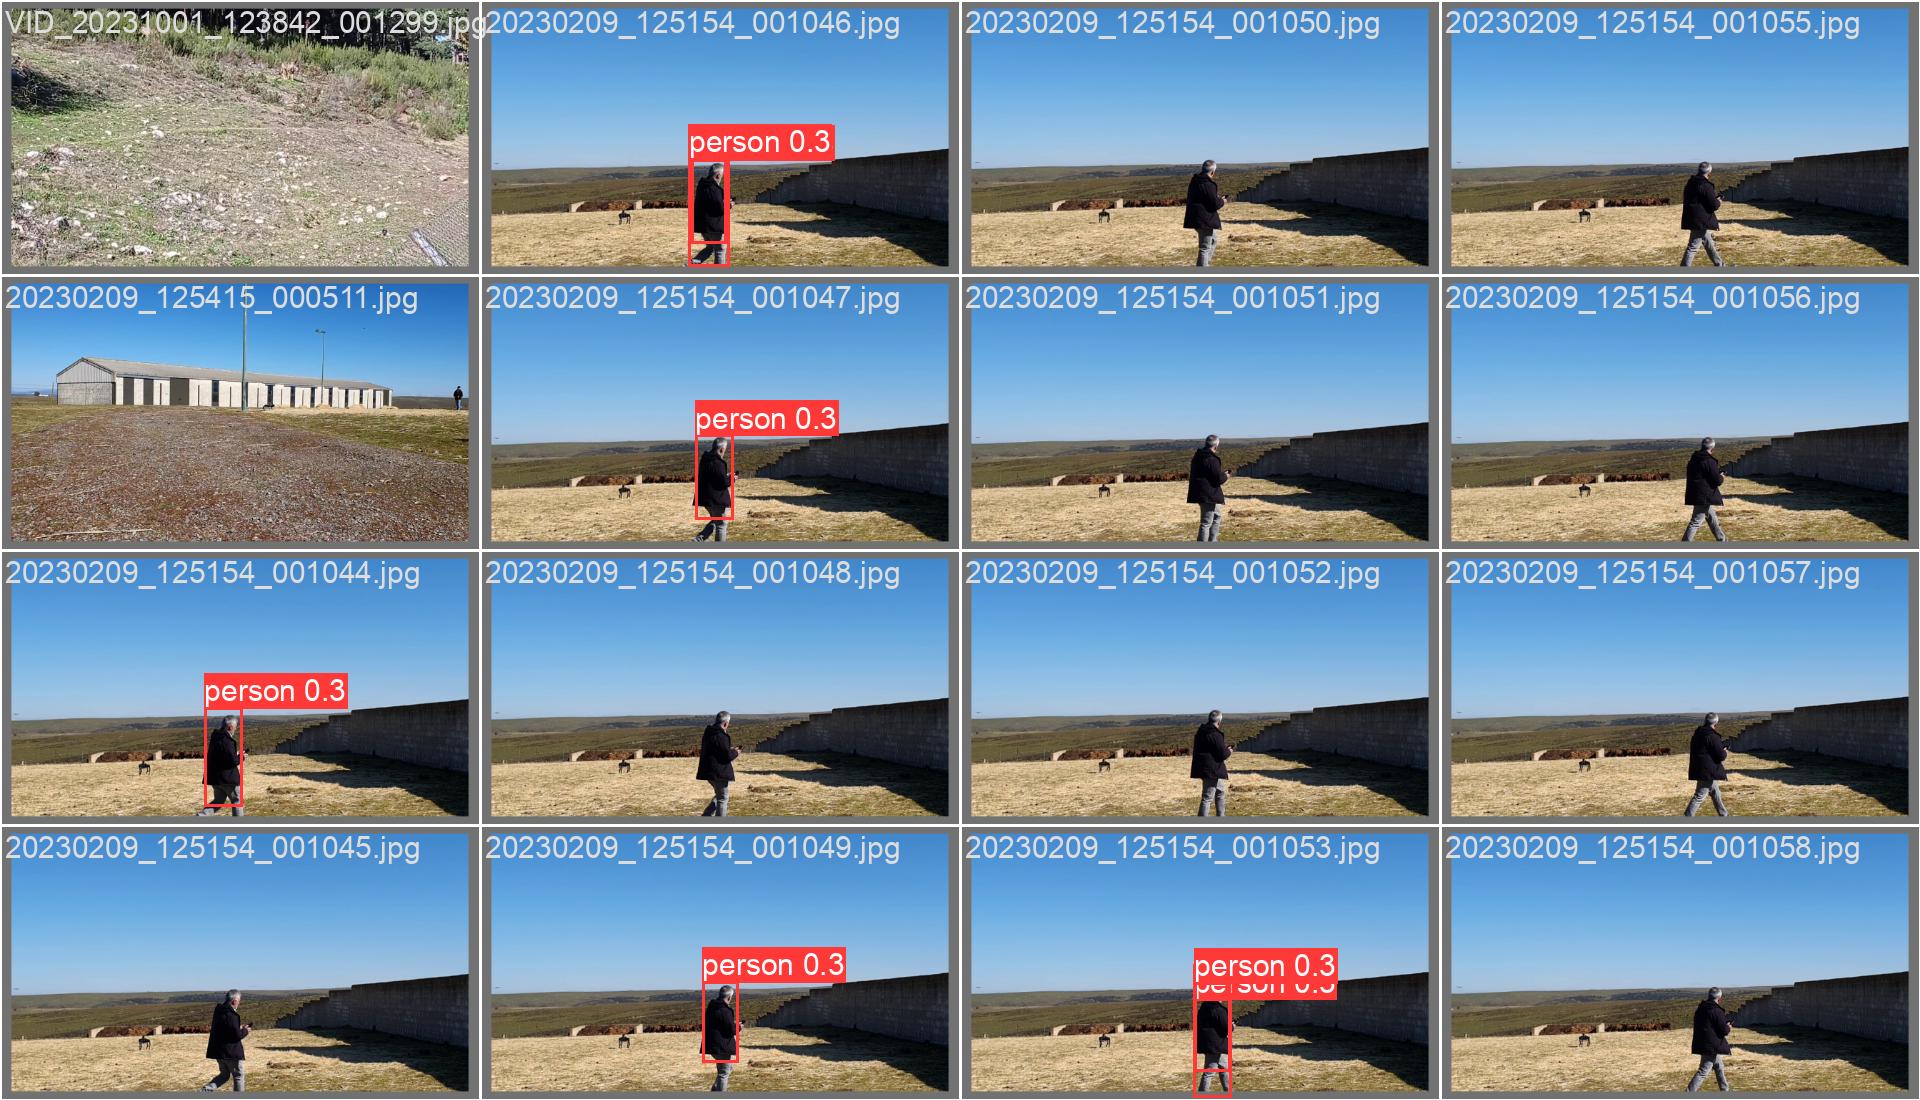 VID_20231001_123842_001299.jpg
20230209_125154_001046.jpg
20230209_125154_001050.jpg
20230209_125154_001055.jpg
person 0.3
20230209_125415_000511.jpg
20230209_125154_001047.jpg
20230209_125154_001051.jpg
20230209_125154_001056.jpg
person 0.3
20230209_125154_001044.jpg
20230209_125154_001048.jpg
20230209_125154_001052.jpg
20230209_125154_001057.jpg
person 0.3
20230209_125154_001045.jpg
20230209_125154_001049.jpg
20230209_125154_001053.jpg
20230209_125154_001058.jpg
person 0.3
person 0.3
person